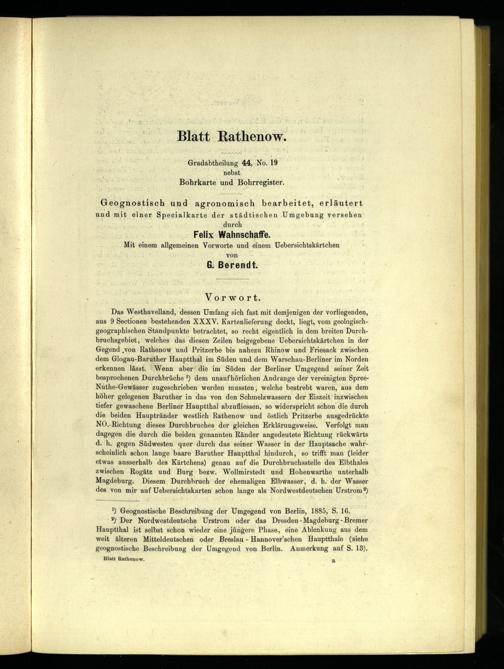 Blatt Rathenow.
Gradabtheilung 44, No. 19
nebst
Bohrkarte und Bohrregister.
Geognostisch und agronomisch bearbeitet, erläutert
und mit einer Specialkarte der städtischen Umgebung versehen
durch
Felix Wahnschaffe.
Mit einem allgemeinen Vorworte und einem Uebersichtskärtchen
von
G. Berendt.
Vorwort.
Das Westhavelland, dessen Umfang sich fast mit demjenigen der vorliegenden,
aus 9 Sectionen bestehenden XXXV. Kartenlieferung deckt, liegt, vom geologisch-
geographischen Standpunkte betrachtet, so recht eigentlich in dem breiten Durch-
bruchsgebiet, welches das diesen Zeilen beigegebene Uebersichtskärtchen in der
Gegend von Rathenow und Pritzerbe bis nahezu Rhinow und Friesack zwischen
dem Glogau-Baruther Hauptthal im Süden und dem Warschau-Berliner im Norden
erkennen lässt. Wenn aber die im Süden der Berliner Umgegend seiner Zeit
besprochenen Durchbrüche ¹) dem unaufhörlichen Andrange der vereinigten Spree-
Nuthe-Gewässer zugeschrieben werden mussten, welche bestrebt waren, aus dem
höher gelegenen Baruther in das von den Schmelzwassern der Eiszeit inzwischen
tiefer gewaschene Berliner Hauptthal abzufliessen, so widerspricht schon die durch
die beiden Hauptränder westlich Rathenow und östlich Pritzerbe ausgedrückte
NO.-Richtung dieses Durchbruches der gleichen Erklärungsweise. Verfolgt man
dagegen die durch die beiden genannten Ränder angedeutete Richtung rückwärts
d. h. gegen Südwesten quer durch das seiner Wasser in der Hauptsache wahr-
scheinlich schon lange baare Baruther Hauptthal hindurch, so trifft man (leider
etwas ausserhalb des Kärtchens) genau auf die Durchbruchsstelle des Elbthales
zwischen Rogätz und Burg bezw. Wollmirstedt und Hohenwarthe unterhalb
Magdeburg. Diesem Durchbruch der ehemaligen Elbwasser, d. h. der Wasser
des von mir auf Uebersichtskarten schon lange als Nordwestdeutschen Urstrom ²)
¹) Geognostische Beschreibung der Umgegend von Berlin, 1885, S. 16.
²) Der Nordwestdeutsche Urstrom oder das Dresden-Magdeburg-Bremer
Hauptthal ist selbst schon wieder eine jüngere Phase, eine Ablenkung aus dem
weit älteren Mitteldeutschen oder Breslau-Hannover'schen Hauptthale (siehe
geognostische Beschreibung der Umgegend von Berlin. Anmerkung auf S. 13).
Blatt Rathenow.
a